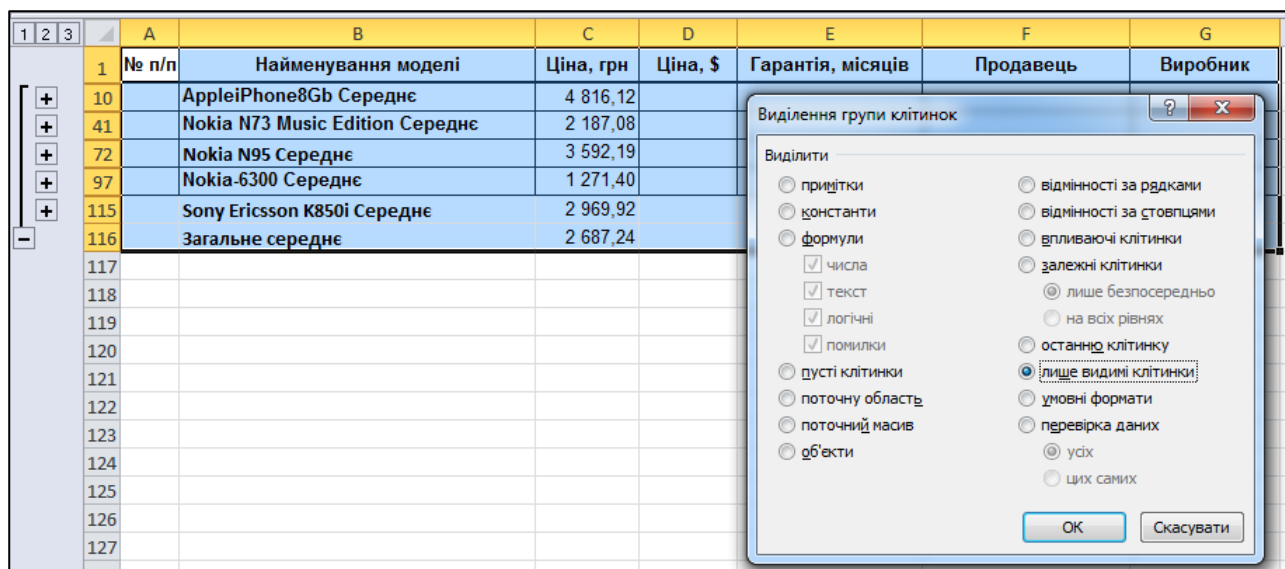 1 2 3 A B C D E F G
1 № п/п Найменування моделі Ціна, грн Ціна, $ Гарантія, місяців Продавець Виробник
10 AppleiPhone8Gb Середнє 4 816,12
41 Nokia N73 Music Edition Середнє 2 187,08
72 Nokia N95 Середнє 3 592,19
97 Nokia-6300 Середнє 1 271,40
115 Sony Ericsson K850i Середнє 2 969,92
116 Загальне середнє 2 687,24
117
118
119
120
121
122
123
124
125
126
127
Виділення групи клітинок
Виділити
примітки
константи
формули
числа
текст
логічні
помилки
пусті клітинки
поточну область
поточний масив
об'єкти
відмінності за рядками
відмінності за стовпцями
впливаючі клітинки
залежні клітинки
лише безпосередньо
на всіх рівнях
останню клітинку
лише видимі клітинки
умовні формати
перевірка даних
усіх
цих самих
ОК Скасувати